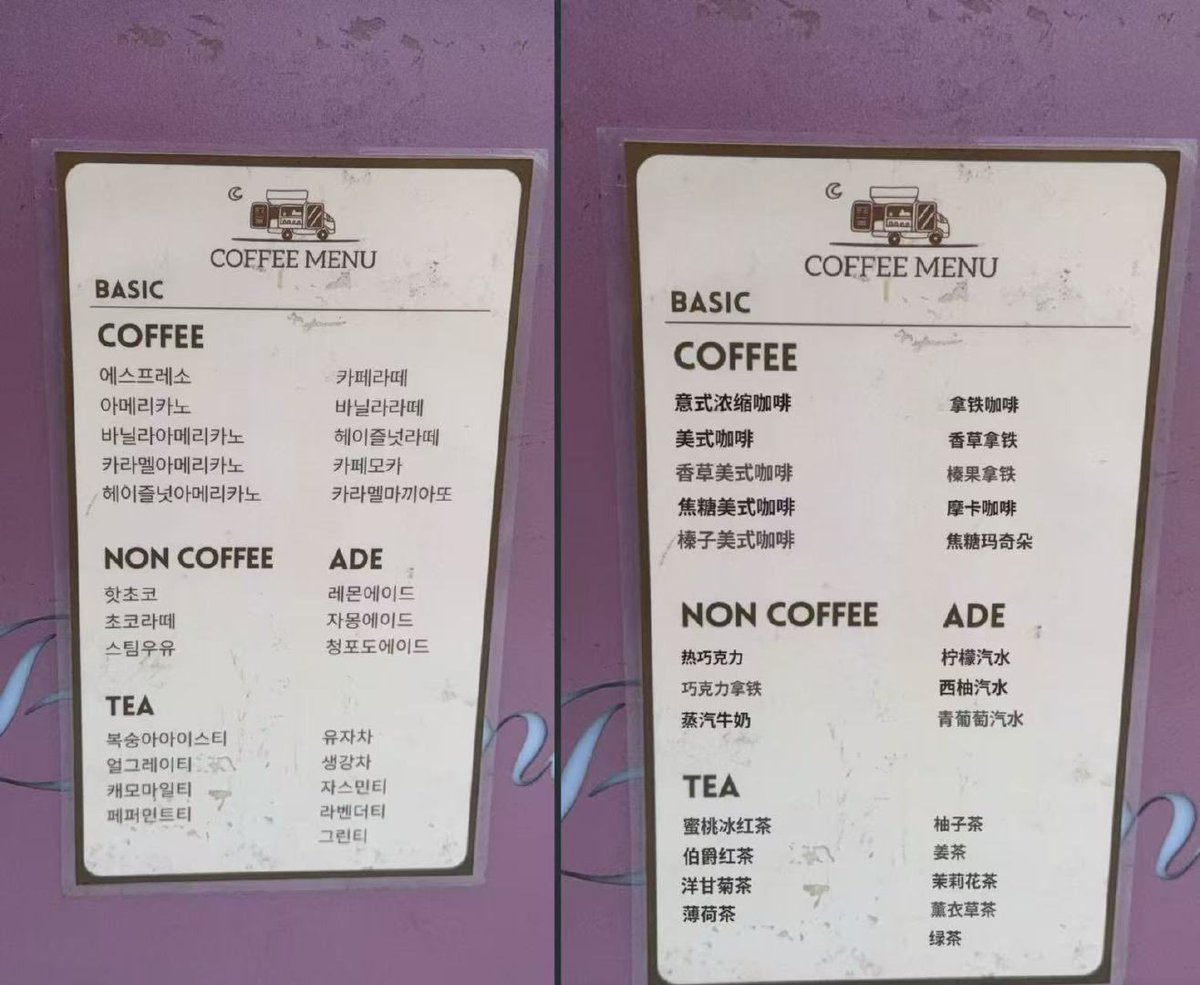 COFFEE MENU
BASIC
COFFEE
에스프레소
아메리카노
바닐라아메리카노
카라멜아메리카노
헤이즐넛아메리카노
카페라떼
바닐라라떼
헤이즐넛라떼
카페모카
카라멜마끼아또
NON COFFEE
핫초코
초코라떼
스팀우유
ADE
레몬에이드
자몽에이드
청포도에이드
TEA
복숭아아이스티
얼그레이티
캐모마일티
페퍼민트티
유자차
생강차
자스민티
라벤더티
그린티
COFFEE MENU
BASIC
COFFEE
意式浓缩咖啡
美式咖啡
香草美式咖啡
焦糖美式咖啡
榛子美式咖啡
拿铁咖啡
香草拿铁
榛果拿铁
摩卡咖啡
焦糖玛奇朵
NON COFFEE
热巧克力
巧克力拿铁
蒸汽牛奶
ADE
柠檬汽水
西柚汽水
青葡萄汽水
TEA
蜜桃冰红茶
伯爵红茶
洋甘菊茶
薄荷茶
柚子茶
姜茶
茉莉花茶
薰衣草茶
绿茶